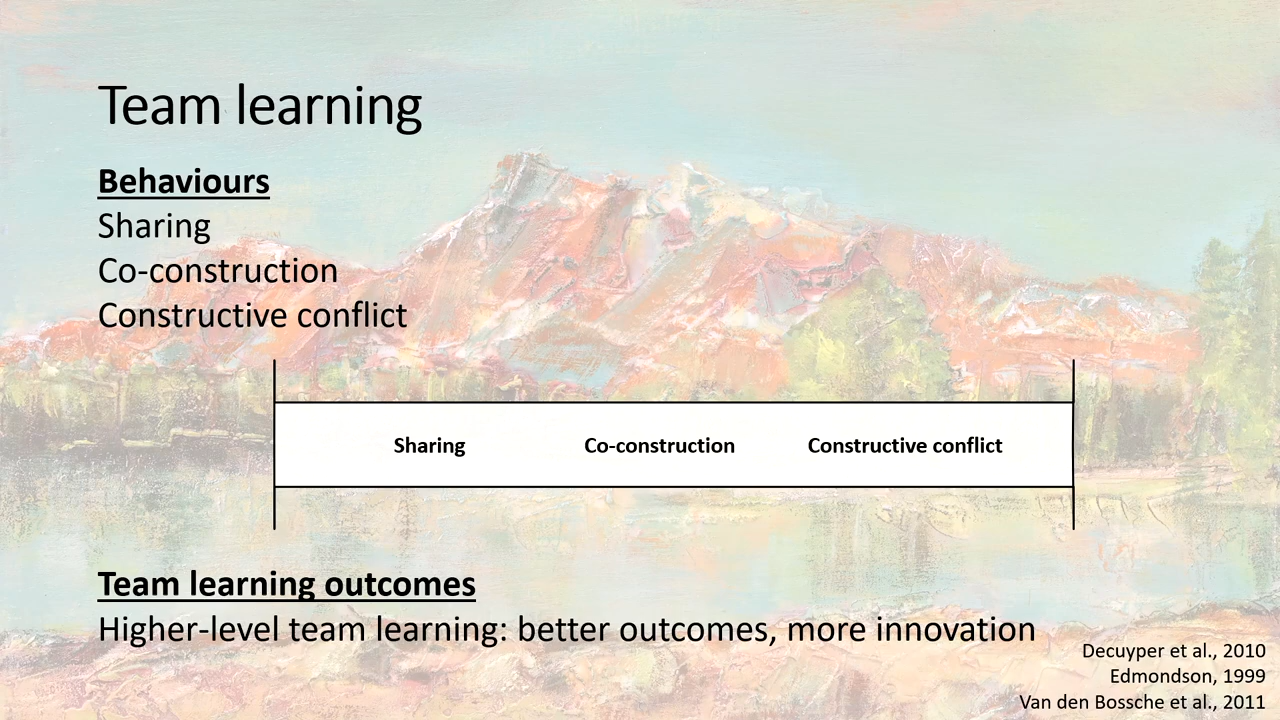 Team learning
Behaviours
Sharing
Co-construction
Constructive conflict
Sharing Co-construction Constructive conflict
Team learning outcomes
Higher-level team learning: better outcomes, more innovation
Decuyper et al., 2010
Edmondson, 1999
Van den Bossche et al., 2011